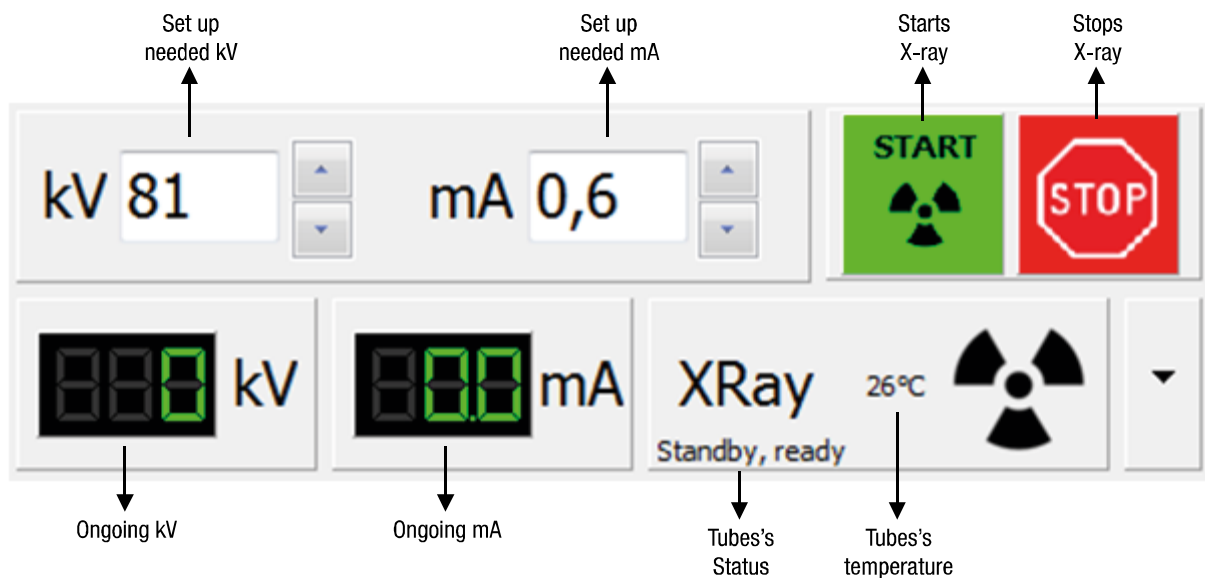 Set up
needed kV
Set up
needed mA
Starts
X-ray
Stops
X-ray
kV 81
mA 0,6
START
STOP
0 kV
0.0 mA
XRay
26°C
Standby, ready
Ongoing kV
Ongoing mA
Tubes's
Status
Tubes's
temperature